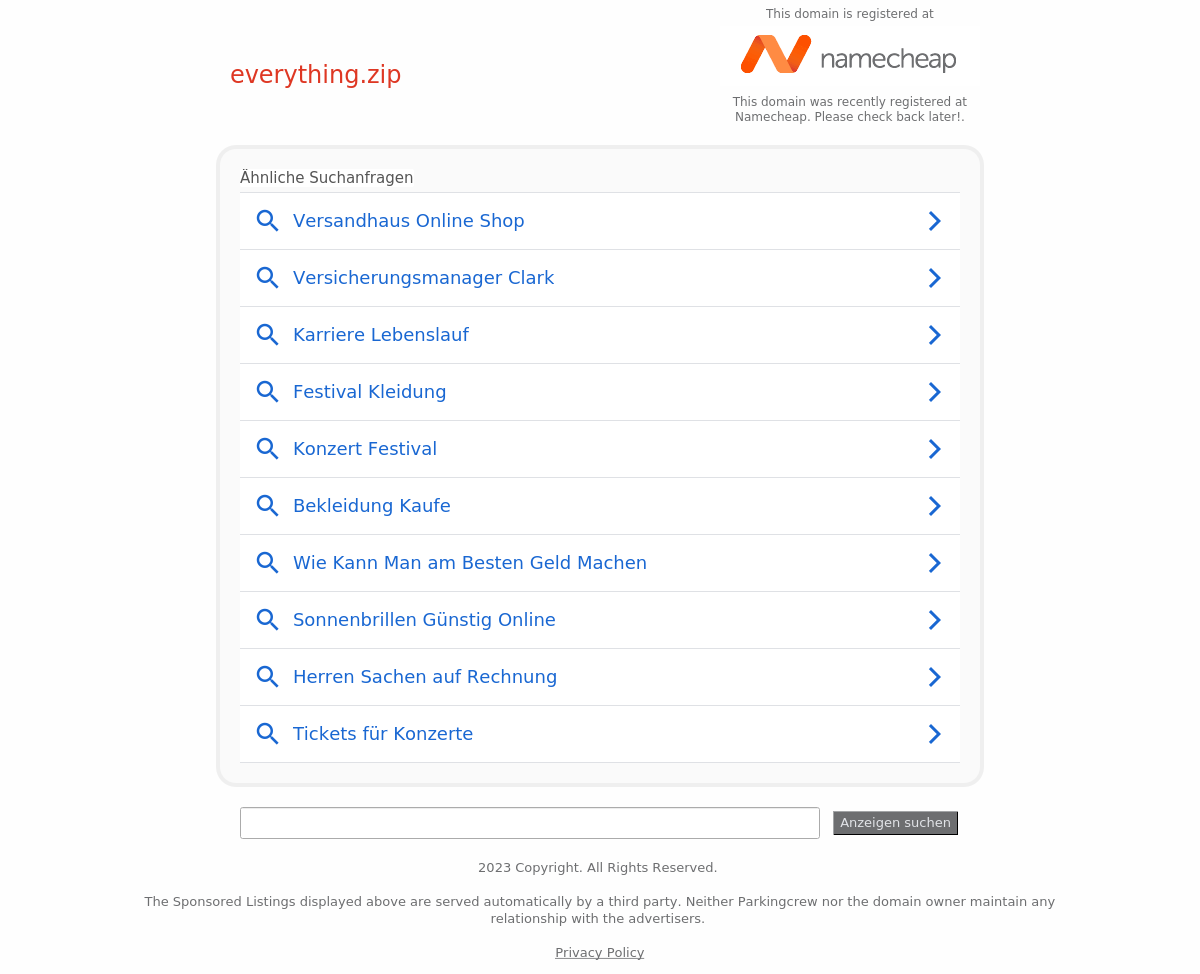 This domain is registered at
everything.zip
namecheap
This domain was recently registered at
Namecheap. Please check back later!.
Ähnliche Suchanfragen
Versandhaus Online Shop
Versicherungsmanager Clark
Karriere Lebenslauf
Festival Kleidung
Konzert Festival
Bekleidung Kaufe
Wie Kann Man am Besten Geld Machen
Sonnenbrillen Günstig Online
Herren Sachen auf Rechnung
Tickets für Konzerte
Anzeigen suchen
2023 Copyright. All Rights Reserved.
The Sponsored Listings displayed above are served automatically by a third party. Neither Parkingcrew nor the domain owner maintain any
relationship with the advertisers.
Privacy Policy